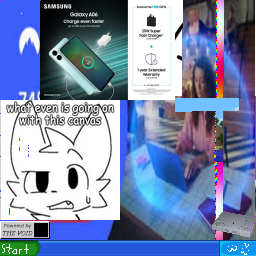 SAMSUNG
Galaxy A06
Charge even faster
25W Super
Fast Charger
1 year Extended
Warranty
what even is going on
with this canvas
Powered by
THE VOID
Start